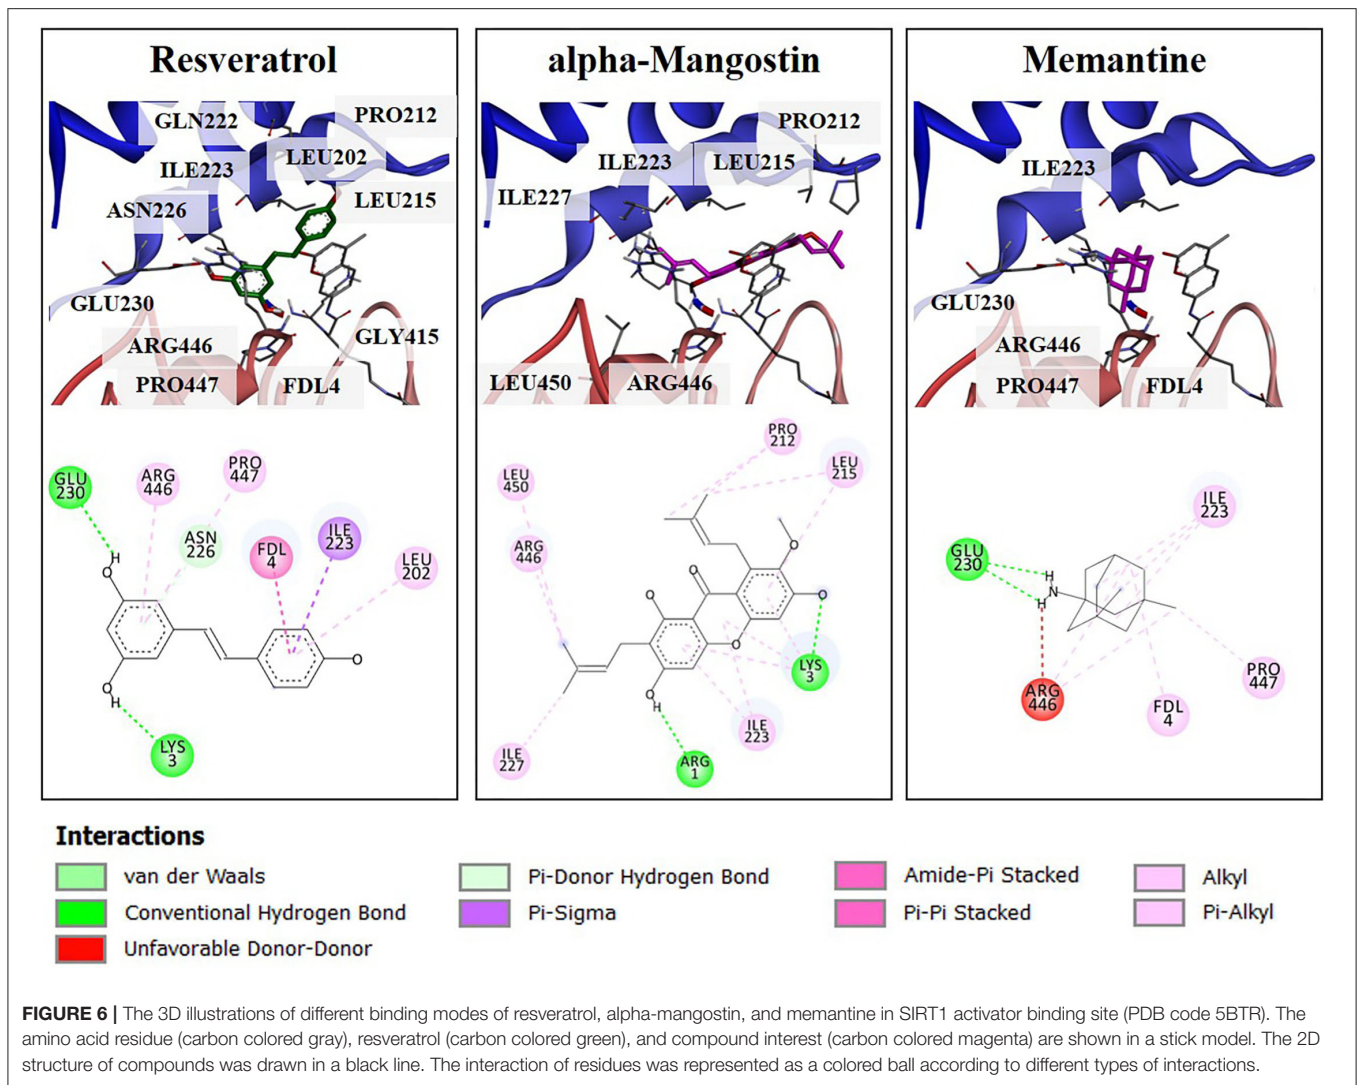 Resveratrol
GLN222
PRO212
ILE223
LEU202
ASN226
LEU215
GLU230
ARG446
GLY415
PRO447
FDL4
GLU
230
ARG
446
PRO
447
ASN
226
FDL
4
ILE
223
LEU
202
H
O
O
O
H
LYS
3
alpha-Mangostin
PRO212
ILE223
LEU215
ILE227
LEU450
ARG446
PRO
212
LEU
215
LEU
450
ARG
446
O
O
O
O
O
O
H
LYS
3
ILE
223
ILE
227
ARG
1
Memantine
ILE223
GLU230
ARG446
PRO447
FDL4
ILE
223
GLU
230
H
N
H
ARG
446
FDL
4
PRO
447
Interactions
van der Waals
Conventional Hydrogen Bond
Unfavorable Donor-Donor
Pi-Donor Hydrogen Bond
Pi-Sigma
Amide-Pi Stacked
Pi-Pi Stacked
Alkyl
Pi-Alkyl
FIGURE 6 | The 3D illustrations of different binding modes of resveratrol, alpha-mangostin, and memantine in SIRT1 activator binding site (PDB code 5BTR). The
amino acid residue (carbon colored gray), resveratrol (carbon colored green), and compound interest (carbon colored magenta) are shown in a stick model. The 2D
structure of compounds was drawn in a black line. The interaction of residues was represented as a colored ball according to different types of interactions.